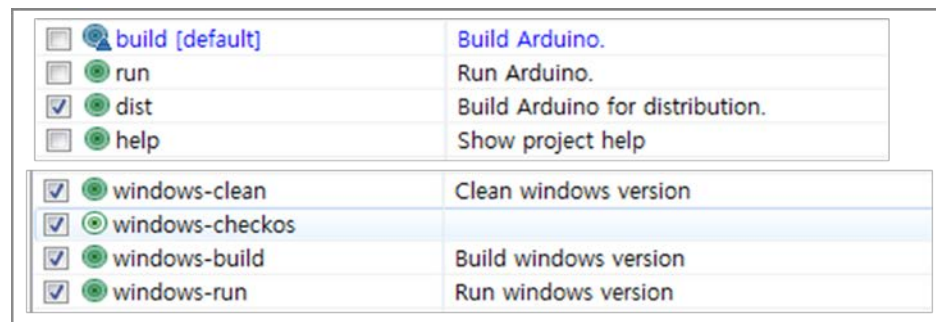 build [default] Build Arduino.
run Run Arduino.
dist Build Arduino for distribution.
help Show project help
windows-clean Clean windows version
windows-checkos
windows-build Build windows version
windows-run Run windows version